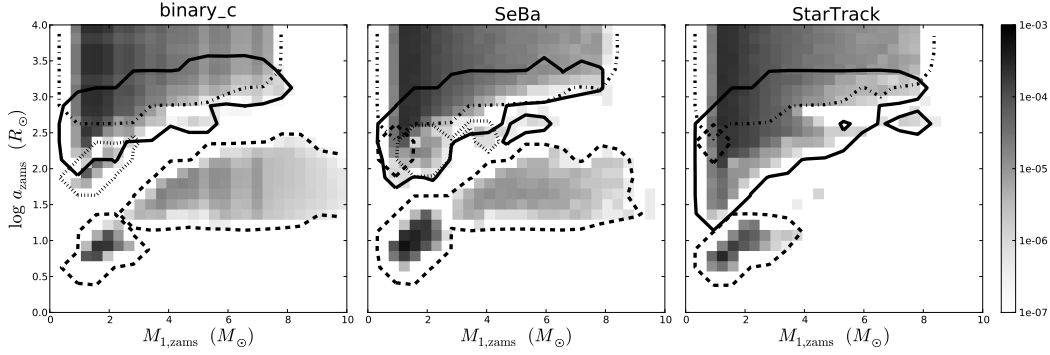 binary_c SeBa StarTrack
4.0 1e-03
3.5
3.0 1e-04
2.5
2.0 1e-05
1.5
1.0 1e-06
0.5
0.0 1e-07
0 2 4 6 8 10 0 2 4 6 8 10 0 2 4 6 8 10
log a_zams (R_⊙)
M_1,zams (M_⊙) M_1,zams (M_⊙) M_1,zams (M_⊙)